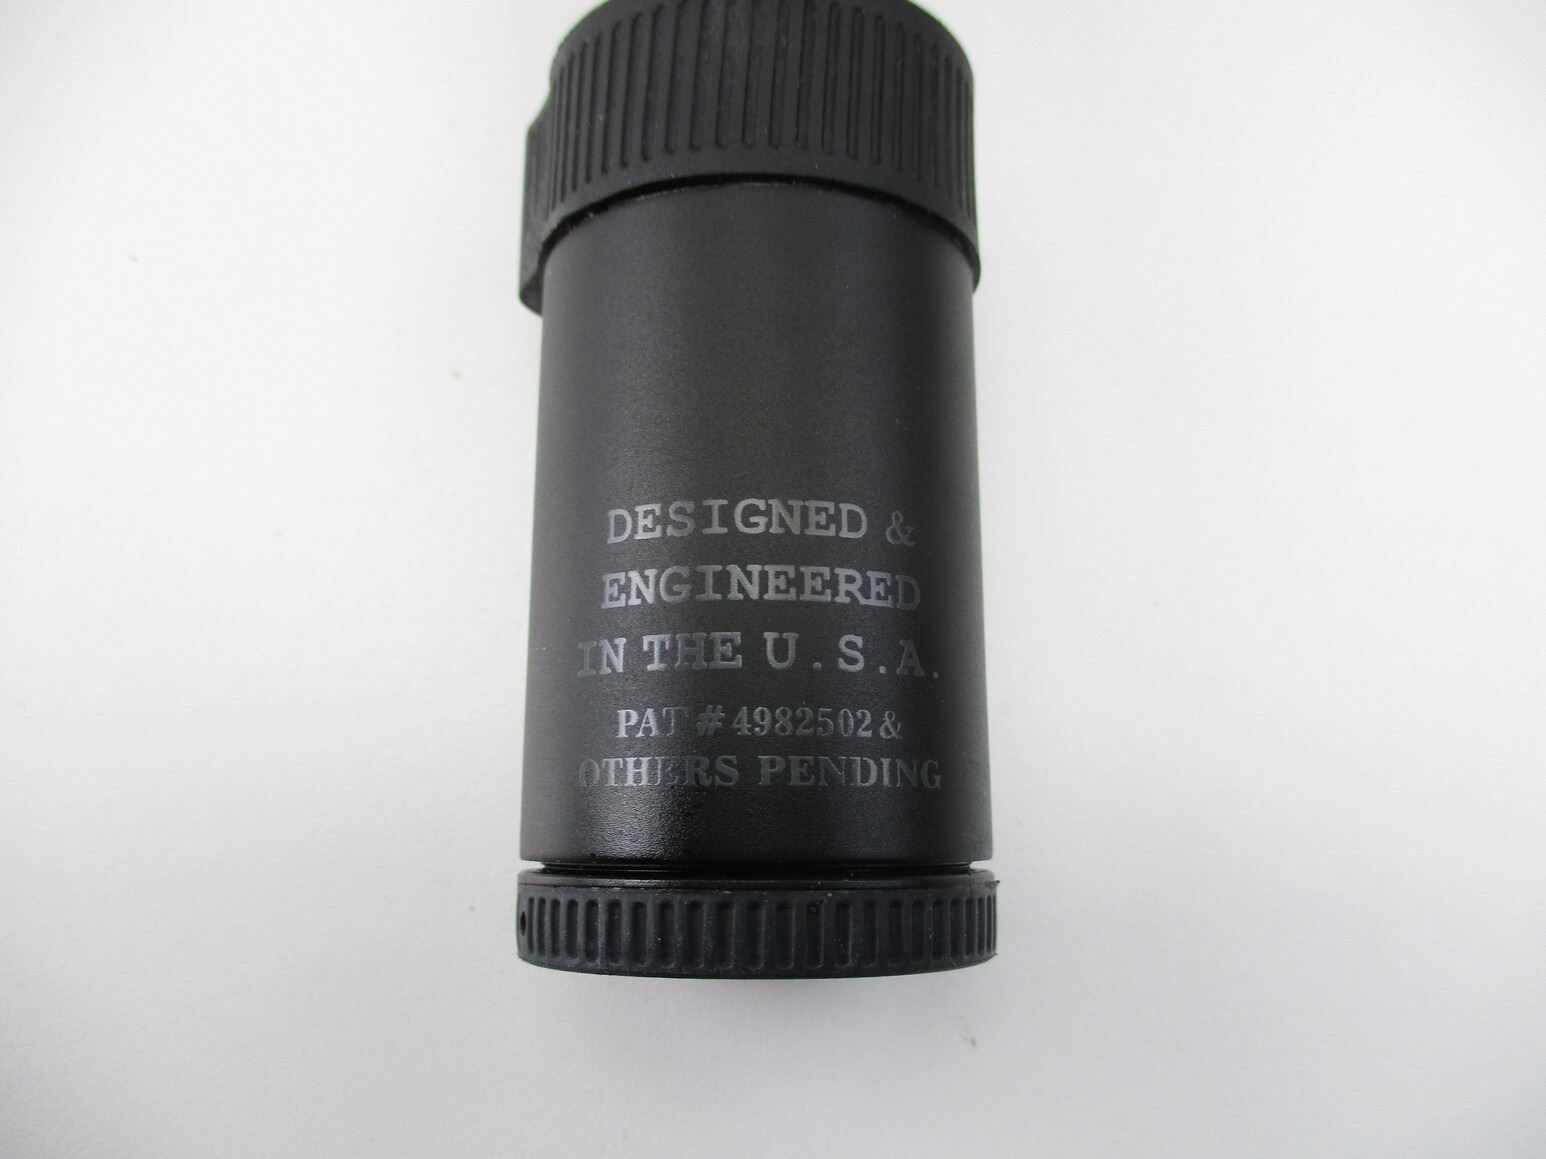 DESIGNED &
ENGINEERED
IN THE U.S.A.
PAT # 4982502 &
OTHERS PENDING